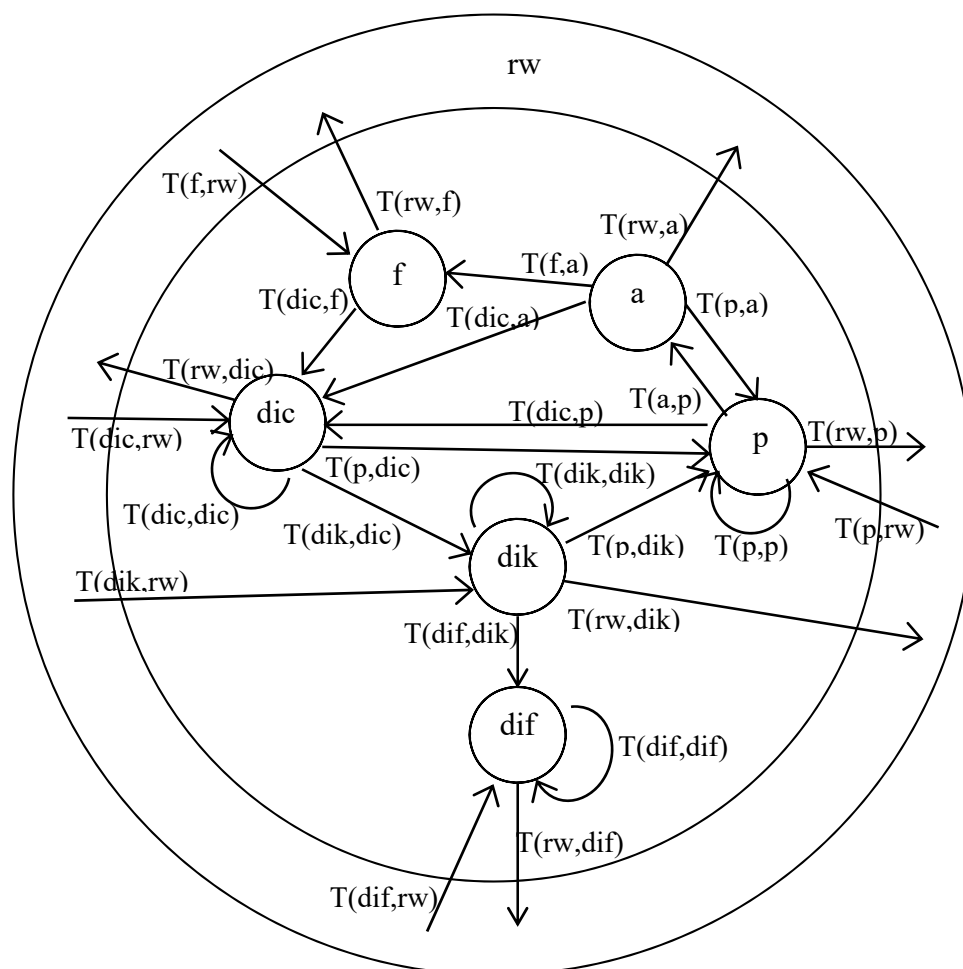 rw
T(f,rw)
T(rw,f)
T(rw,a)
f
T(f,a)
a
T(dic,f)
T(dic,a)
T(p,a)
T(rw,dic)
dic
T(a,p)
T(dic,p)
p
T(rw,p)
T(dic,rw)
T(p,dic)
T(dik,dik)
T(dic,dic)
T(dik,dic)
dik
T(p,dik)
T(p,p)
T(p,rw)
T(dik,rw)
T(dif,dik)
T(rw,dik)
dif
T(dif,dif)
T(rw,dif)
T(dif,rw)